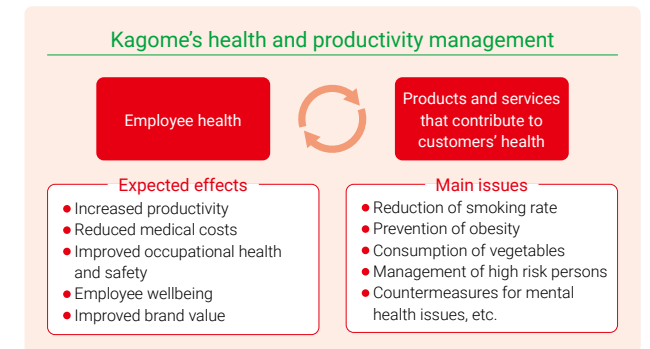 Kagome’s health and productivity management
Employee health
Products and services
that contribute to
customers’ health
Expected effects
● Increased productivity
● Reduced medical costs
● Improved occupational health
and safety
● Employee wellbeing
● Improved brand value
Main issues
● Reduction of smoking rate
● Prevention of obesity
● Consumption of vegetables
● Management of high risk persons
● Countermeasures for mental
health issues, etc.